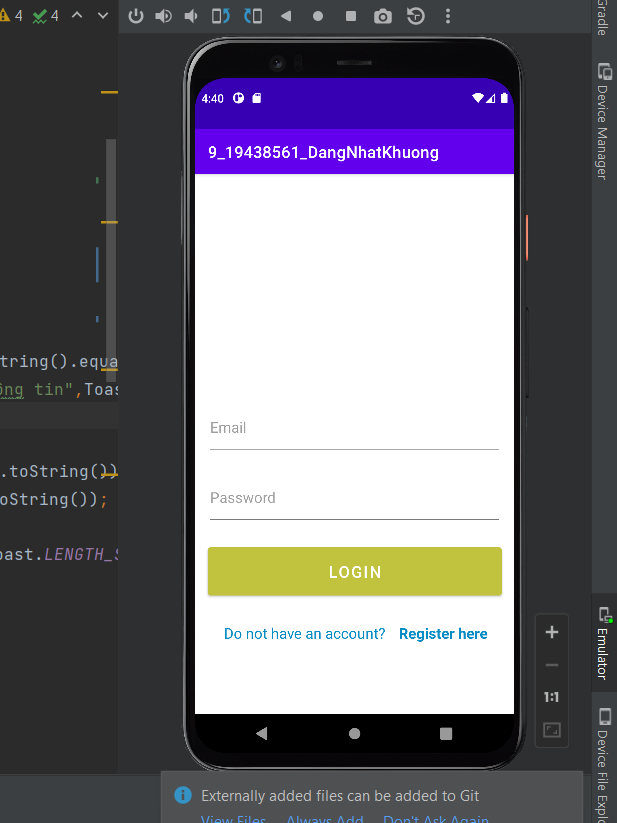 4 4
Gradle
Device Manager
4:40
9_19438561_DangNhatKhuong
tring().equa
ông tin",Toas
Email
.toString())
Password
oString());
oast.LENGTH_S
LOGIN
Do not have an account? Register here
1:1
Emulator
Device File Explo
Externally added files can be added to Git
View Files Always Add Don't Ask Again